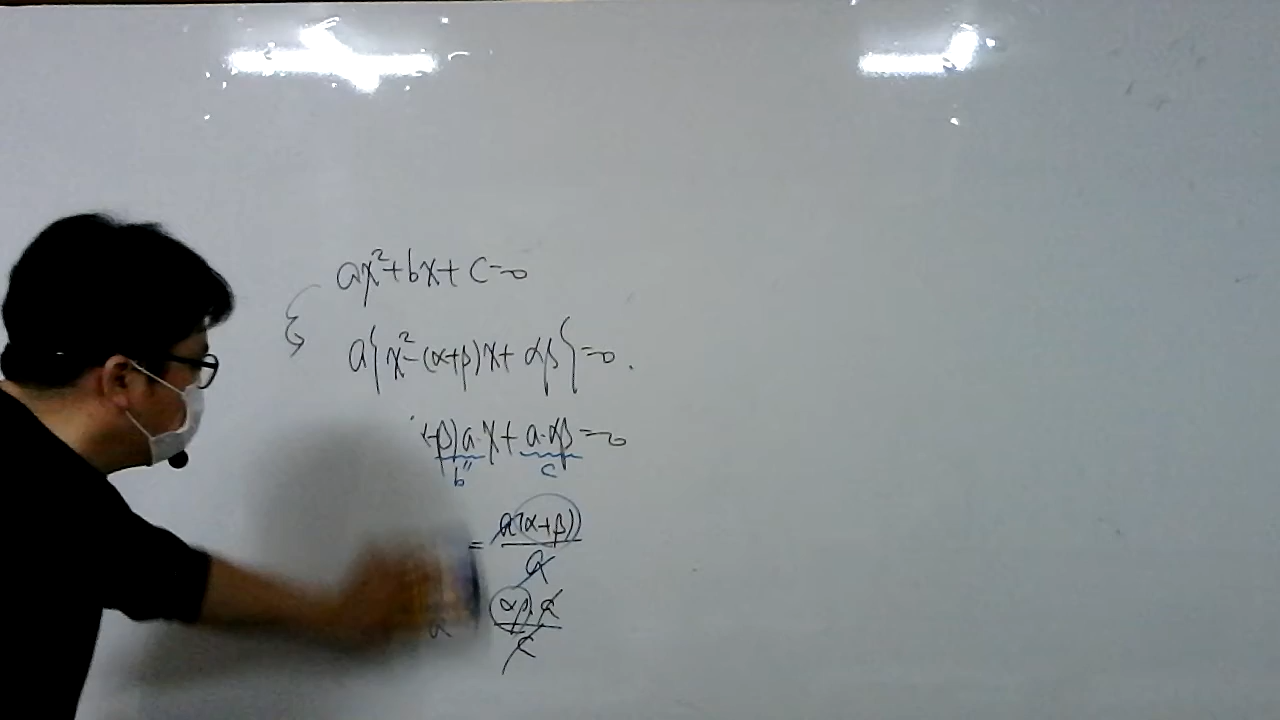 ax²+bx+c=0
a{x²-(α+β)x+αβ}=0.
+β)a·x+a·αβ=0
b" c
= a(α+β)) / a
a αβ a / a